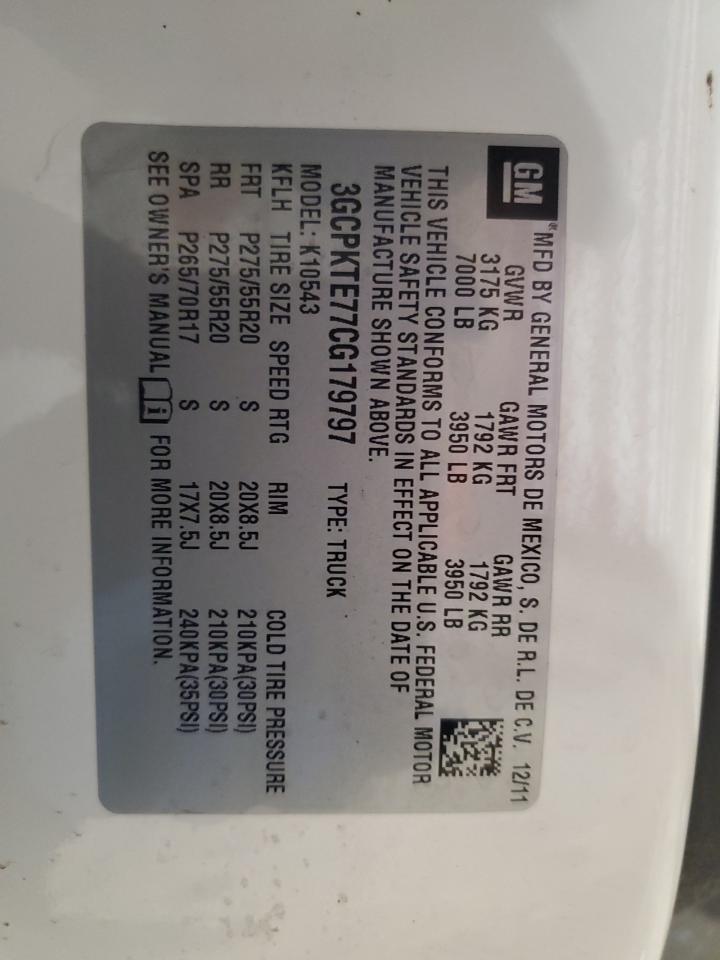 GM
® MFD BY GENERAL MOTORS DE MEXICO, S. DE R.L. DE C.V. 12/11
GVWR GAWR FRT GAWR RR
3175 KG 1792 KG 1792 KG
7000 LB 3950 LB 3950 LB
THIS VEHICLE CONFORMS TO ALL APPLICABLE U.S. FEDERAL MOTOR
VEHICLE SAFETY STANDARDS IN EFFECT ON THE DATE OF
MANUFACTURE SHOWN ABOVE.
3GCPKTE77CG179797 TYPE: TRUCK
MODEL: K10543
KFLH TIRE SIZE SPEED RTG RIM COLD TIRE PRESSURE
FRT P275/55R20 S 20X8.5J 210KPA(30PSI)
RR P275/55R20 S 20X8.5J 210KPA(30PSI)
SPA P265/70R17 S 17X7.5J 240KPA(35PSI)
SEE OWNER'S MANUAL i FOR MORE INFORMATION.